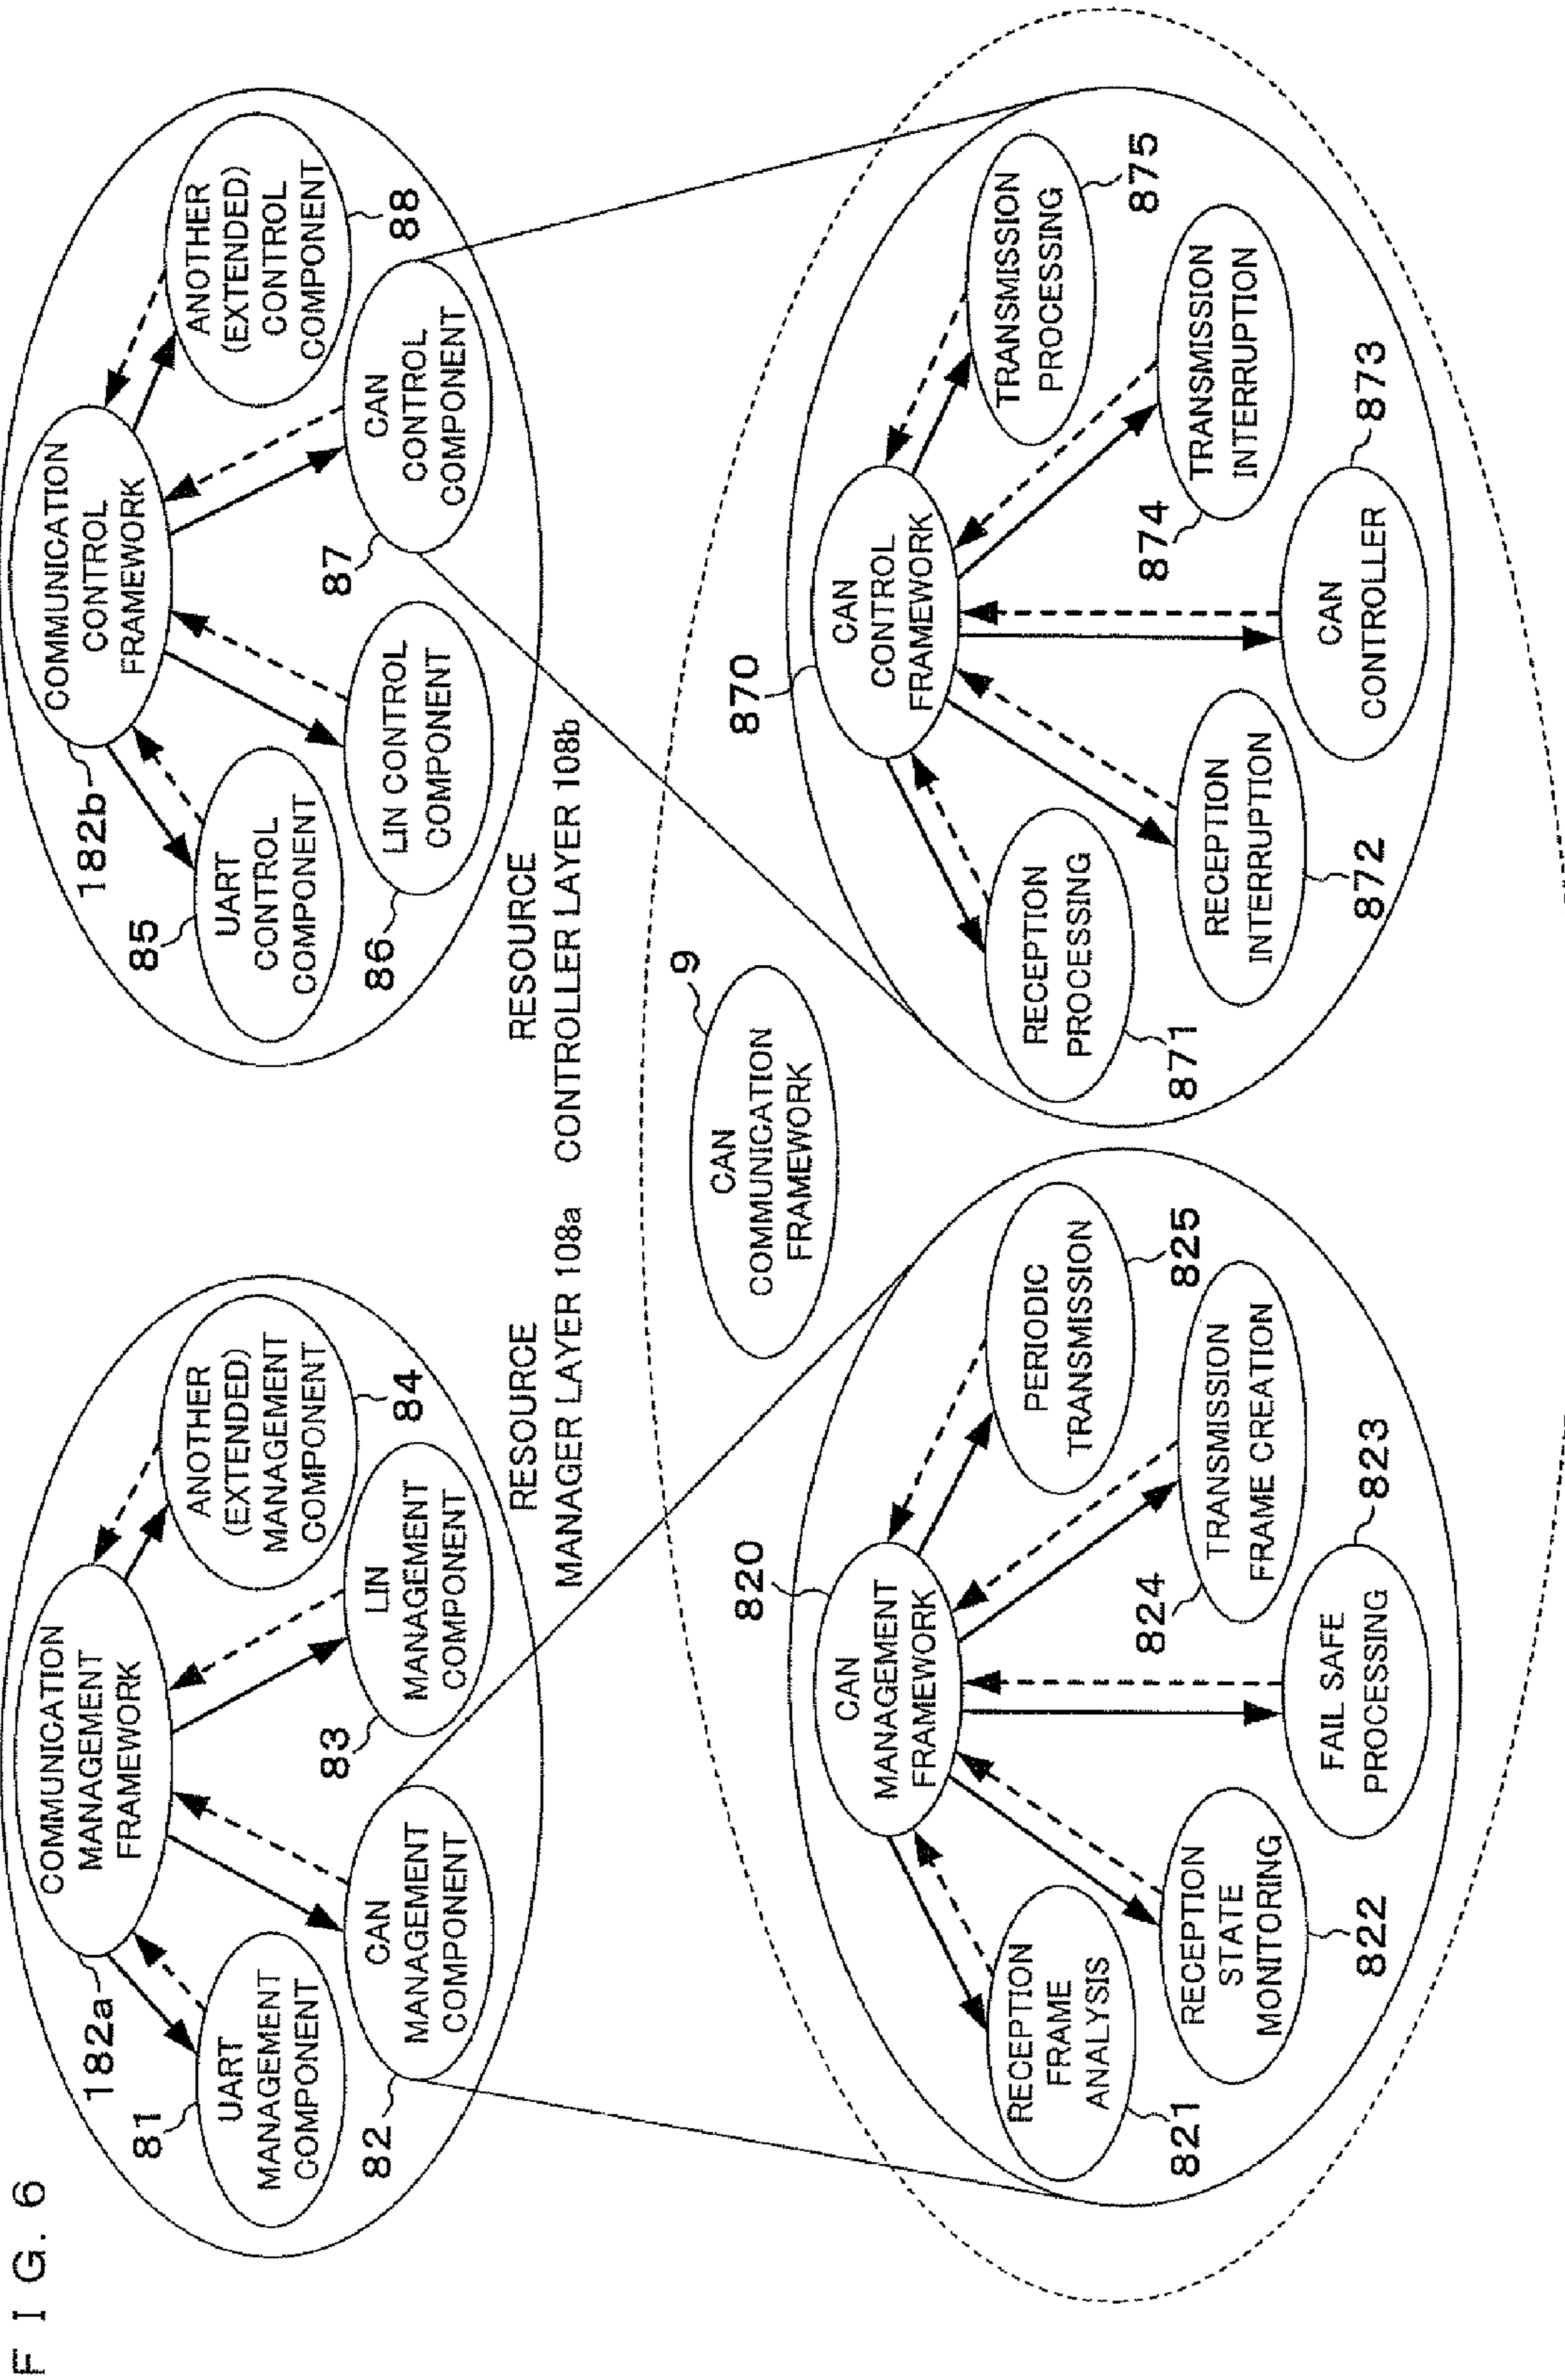 FIG. 6
182a
COMMUNICATION
MANAGEMENT
FRAMEWORK
81
UART
MANAGEMENT
COMPONENT
82
CAN
MANAGEMENT
COMPONENT
83
LIN
MANAGEMENT
COMPONENT
ANOTHER
(EXTENDED)
MANAGEMENT
COMPONENT
84
RESOURCE
MANAGER LAYER 108a
182b
COMMUNICATION
CONTROL
FRAMEWORK
85
UART
CONTROL
COMPONENT
86
LIN CONTROL
COMPONENT
87
CAN
CONTROL
COMPONENT
ANOTHER
(EXTENDED)
CONTROL
COMPONENT
88
RESOURCE
CONTROLLER LAYER 108b
9
CAN
COMMUNICATION
FRAMEWORK
820
CAN
MANAGEMENT
FRAMEWORK
RECEPTION
FRAME
ANALYSIS
821
RECEPTION
STATE
MONITORING
822
FAIL SAFE
PROCESSING
823
824
TRANSMISSION
FRAME CREATION
PERIODIC
TRANSMISSION
825
870
CAN
CONTROL
FRAMEWORK
RECEPTION
PROCESSING
871
RECEPTION
INTERRUPTION
872
CAN
CONTROLLER
873
874
TRANSMISSION
INTERRUPTION
TRANSMISSION
PROCESSING
875